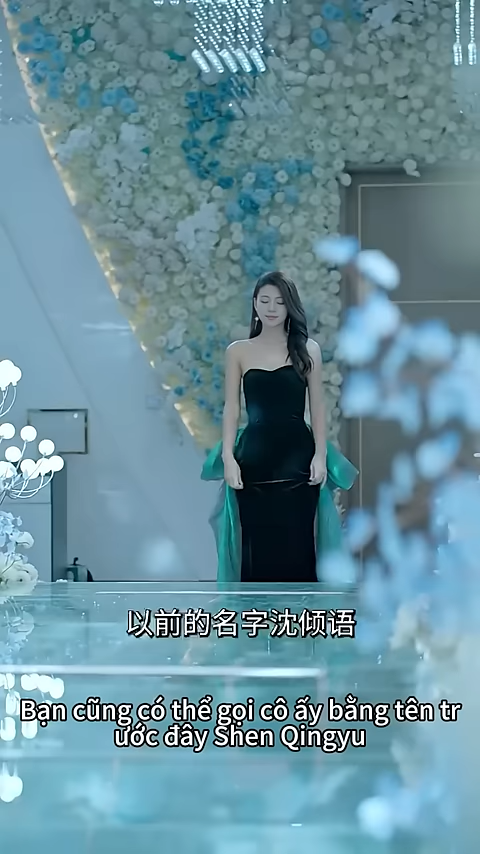 以前的名字沈倾语
Bạn cũng có thể gọi cô ấy bằng tên tr
ước đây Shen Qingyu